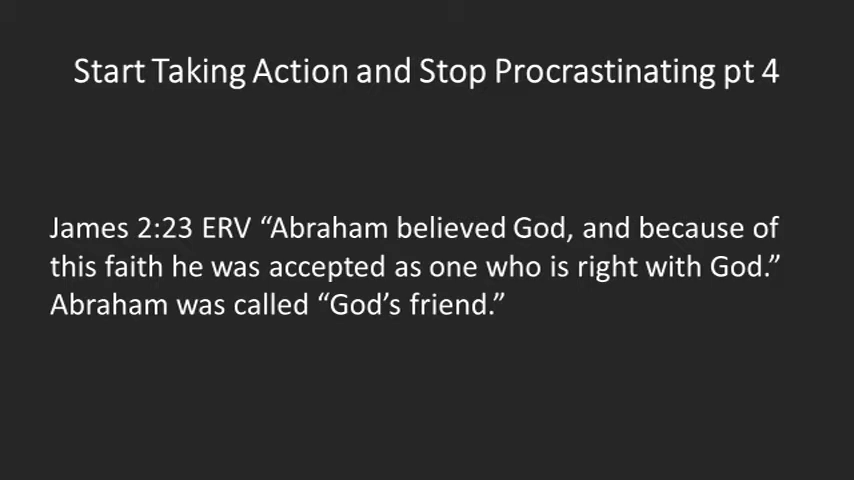 Start Taking Action and Stop Procrastinating pt 4
James 2:23 ERV “Abraham believed God, and because of
this faith he was accepted as one who is right with God.”
Abraham was called “God’s friend.”